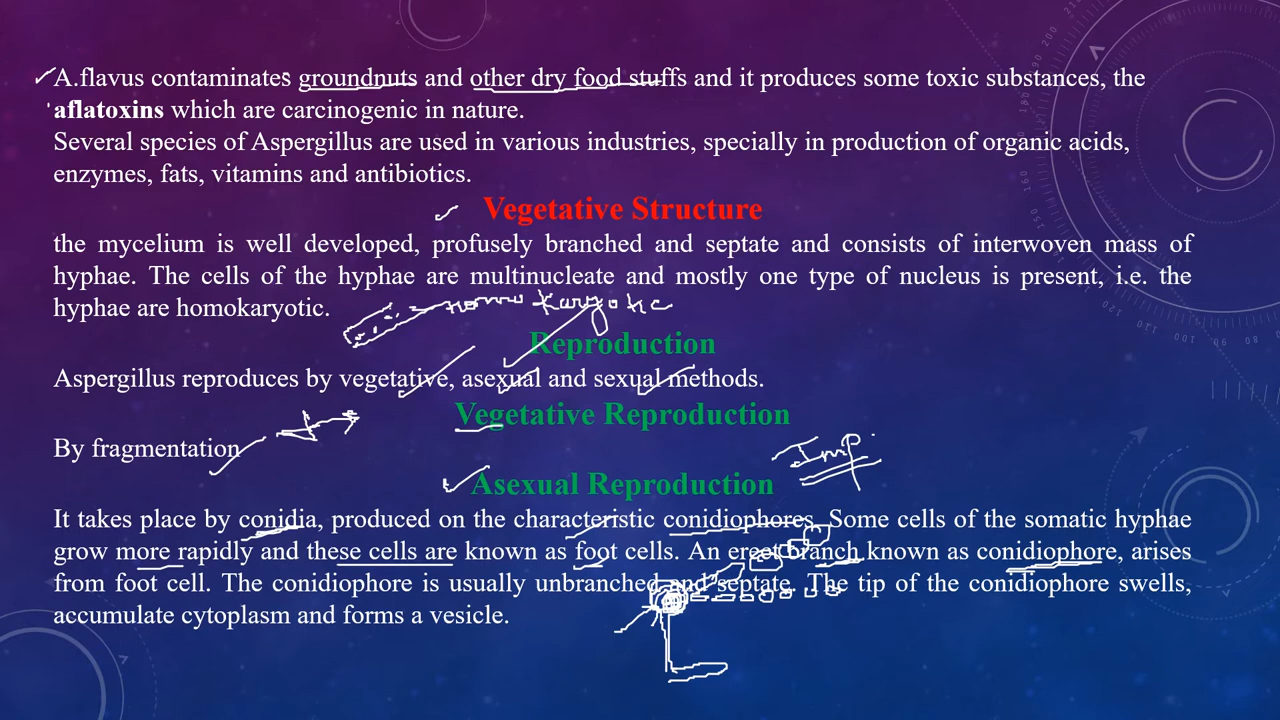 A.flavus contaminates groundnuts and other dry food stuffs and it produces some toxic substances, the
aflatoxins which are carcinogenic in nature.
Several species of Aspergillus are used in various industries, specially in production of organic acids,
enzymes, fats, vitamins and antibiotics.
Vegetative Structure
the mycelium is well developed, profusely branched and septate and consists of interwoven mass of
hyphae. The cells of the hyphae are multinucleate and mostly one type of nucleus is present, i.e. the
hyphae are homokaryotic.
Reproduction
Aspergillus reproduces by vegetative, asexual and sexual methods.
Vegetative Reproduction
By fragmentation
Imp.
Asexual Reproduction
It takes place by conidia, produced on the characteristic conidiophores. Some cells of the somatic hyphae
grow more rapidly and these cells are known as foot cells. An erect branch known as conidiophore, arises
from foot cell. The conidiophore is usually unbranched and septate. The tip of the conidiophore swells,
accumulate cytoplasm and forms a vesicle.